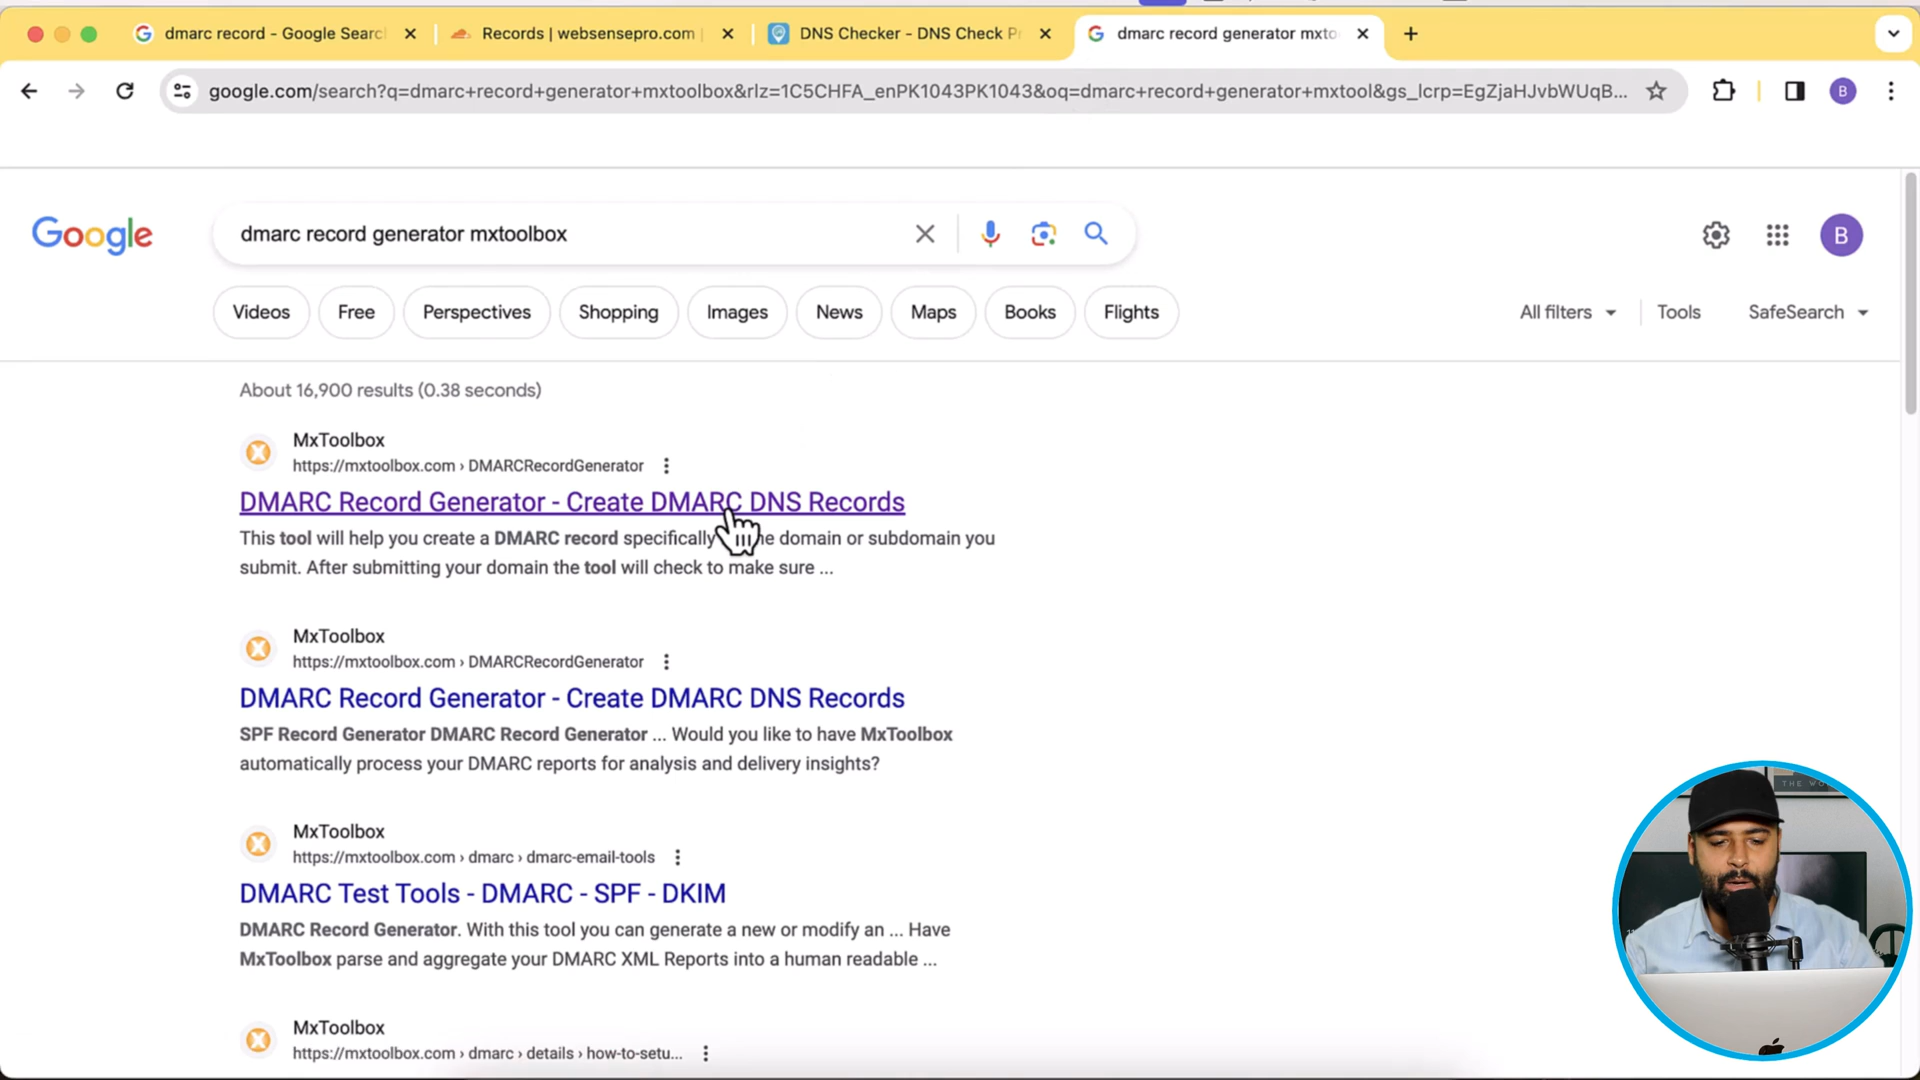 dmarc record - Google Searc
Records | websensepro.com |
DNS Checker - DNS Check Pr
dmarc record generator mxto
google.com/search?q=dmarc+record+generator+mxtoolbox&rlz=1C5CHFA_enPK1043PK1043&oq=dmarc+record+generator+mxtool&gs_lcrp=EgZjaHJvbWUqB...
B
Google
dmarc record generator mxtoolbox
B
Videos
Free
Perspectives
Shopping
Images
News
Maps
Books
Flights
All filters
Tools
SafeSearch
About 16,900 results (0.38 seconds)
MxToolbox
https://mxtoolbox.com › DMARCRecordGenerator
DMARC Record Generator - Create DMARC DNS Records
This tool will help you create a DMARC record specifically domain or subdomain you
submit. After submitting your domain the tool will check to make sure ...
MxToolbox
https://mxtoolbox.com › DMARCRecordGenerator
DMARC Record Generator - Create DMARC DNS Records
SPF Record Generator DMARC Record Generator ... Would you like to have MxToolbox
automatically process your DMARC reports for analysis and delivery insights?
MxToolbox
https://mxtoolbox.com › dmarc › dmarc-email-tools
DMARC Test Tools - DMARC - SPF - DKIM
DMARC Record Generator. With this tool you can generate a new or modify an ... Have
MxToolbox parse and aggregate your DMARC XML Reports into a human readable ...
MxToolbox
https://mxtoolbox.com › dmarc › details › how-to-setu...
THE WO